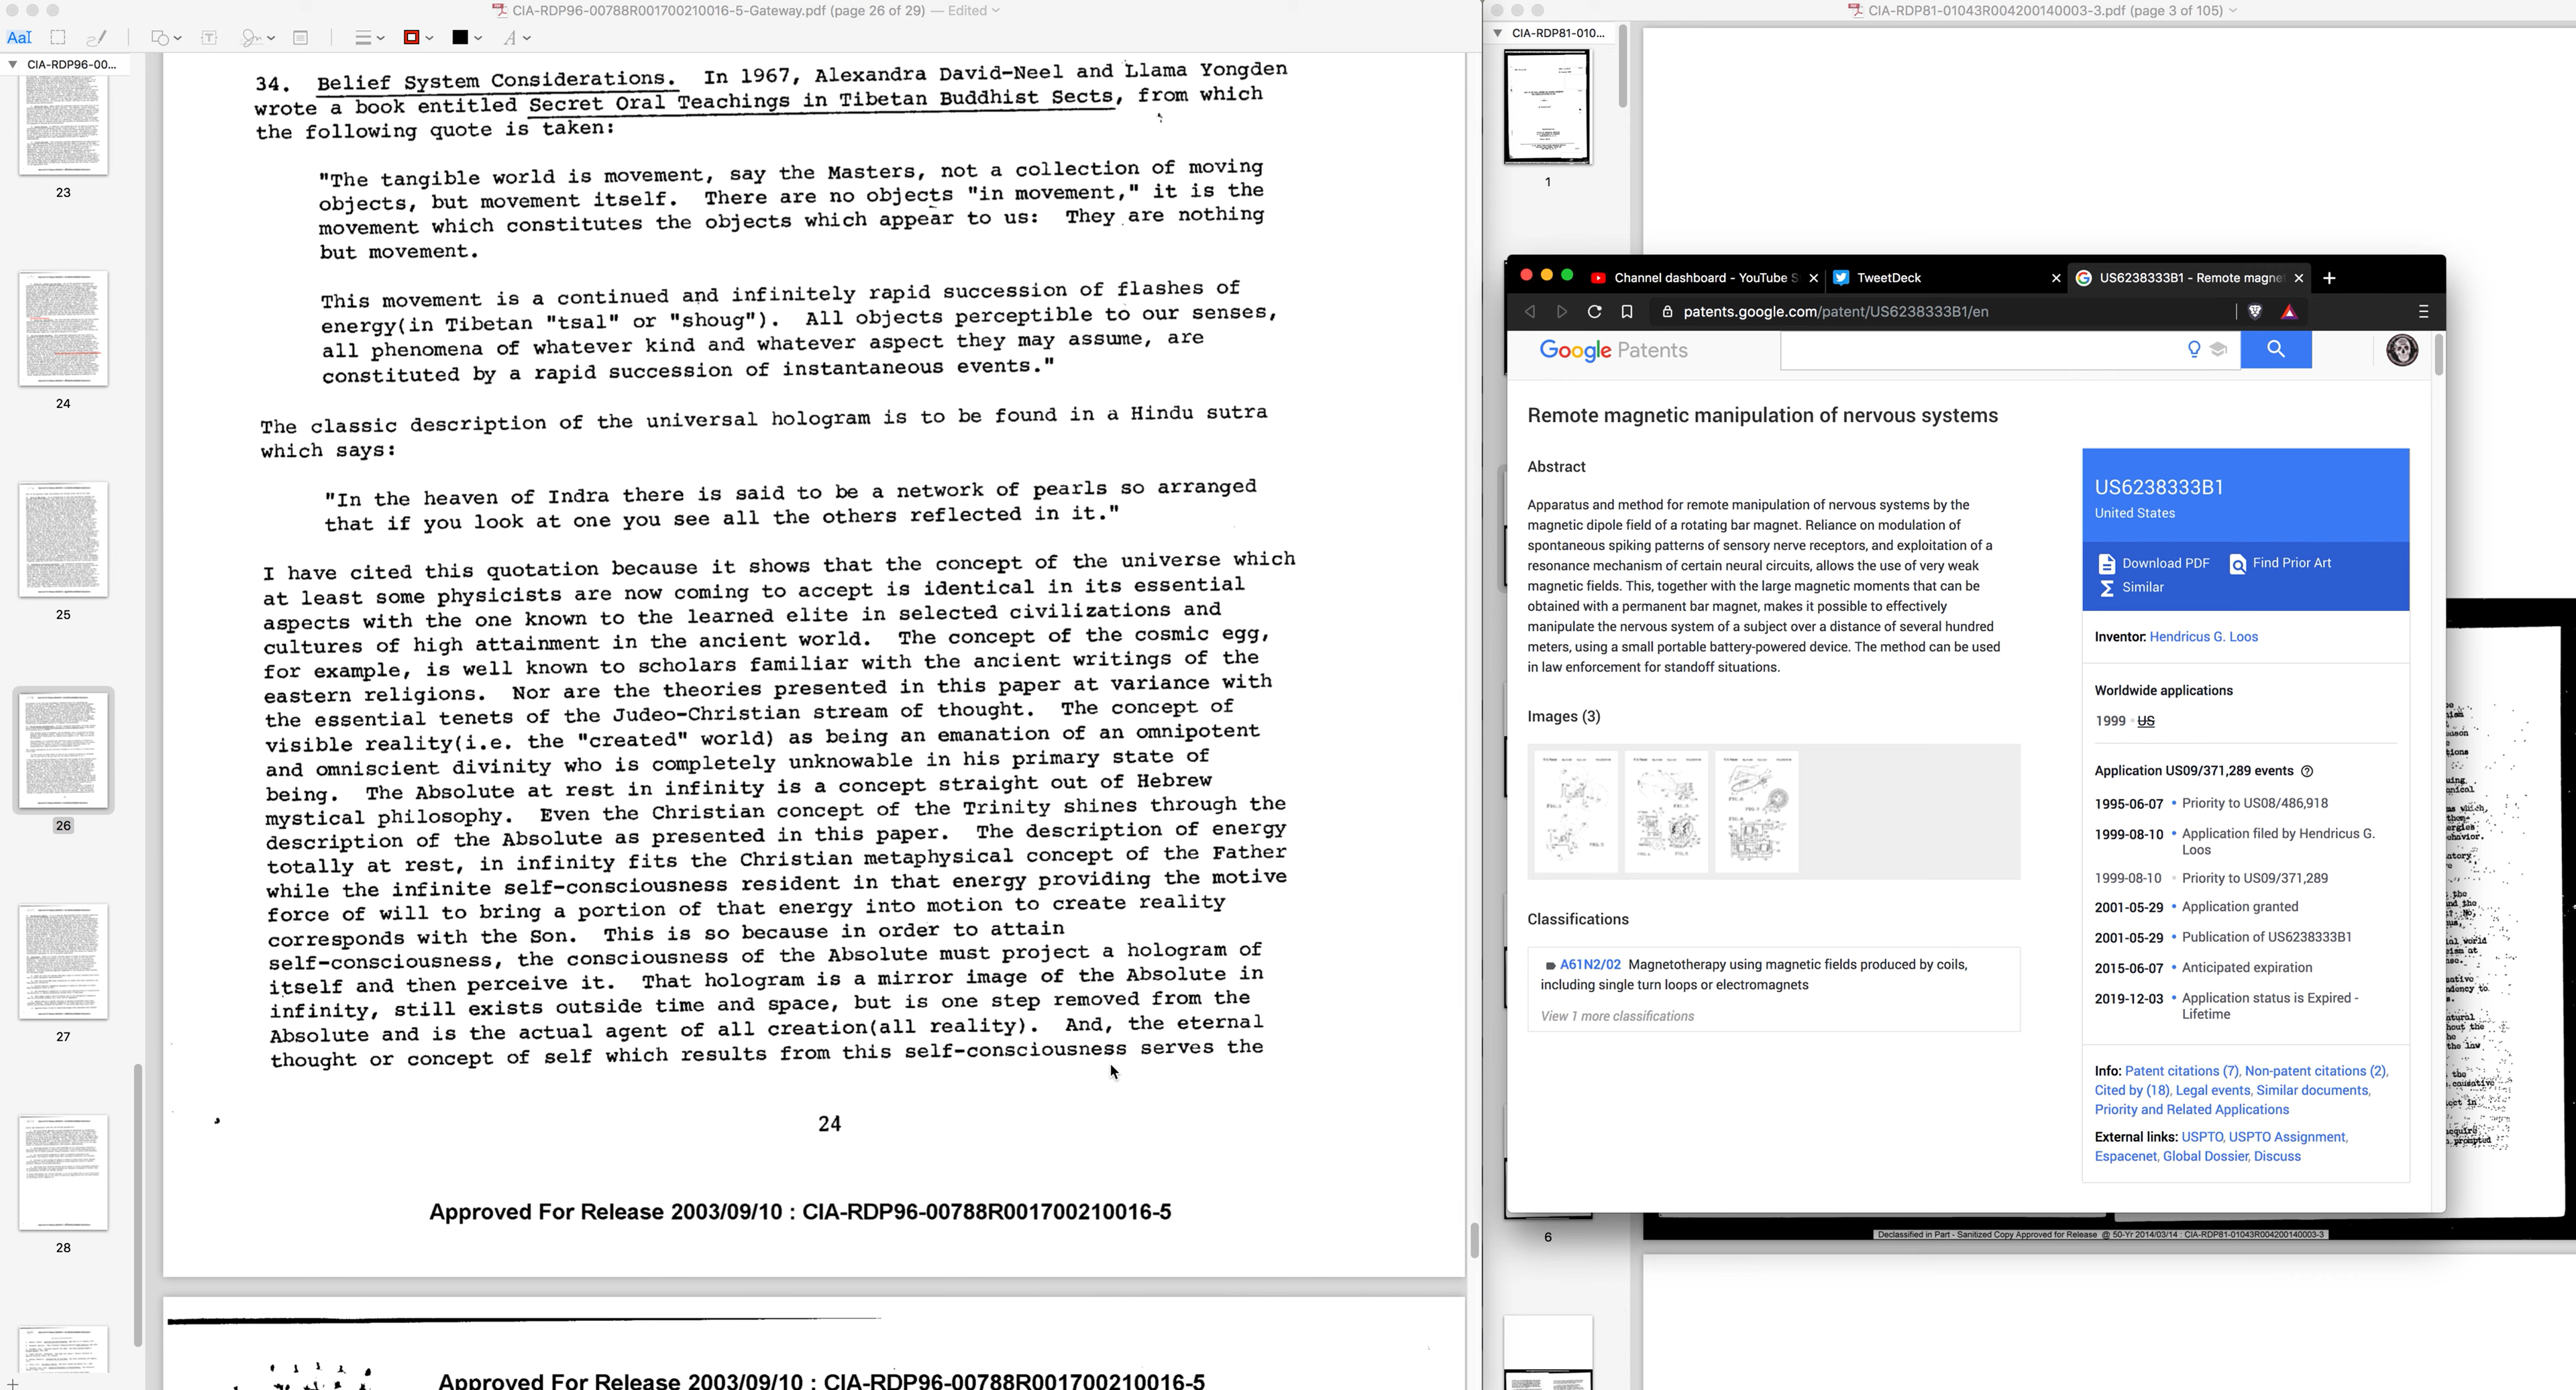 CIA-RDP96-00788R001700210016-5-Gateway.pdf (page 26 of 29) — Edited
CIA-RDP96-00...
23
24
25
26
27
28
34. Belief System Considerations. In 1967, Alexandra David-Neel and Llama Yongden
wrote a book entitled Secret Oral Teachings in Tibetan Buddhist Sects, from which
the following quote is taken:
"The tangible world is movement, say the Masters, not a collection of moving
objects, but movement itself. There are no objects "in movement," it is the
movement which constitutes the objects which appear to us: They are nothing
but movement.
This movement is a continued and infinitely rapid succession of flashes of
energy(in Tibetan "tsal" or "shoug"). All objects perceptible to our senses,
all phenomena of whatever kind and whatever aspect they may assume, are
constituted by a rapid succession of instantaneous events."
The classic description of the universal hologram is to be found in a Hindu sutra
which says:
"In the heaven of Indra there is said to be a network of pearls so arranged
that if you look at one you see all the others reflected in it."
I have cited this quotation because it shows that the concept of the universe which
at least some physicists are now coming to accept is identical in its essential
aspects with the one known to the learned elite in selected civilizations and
cultures of high attainment in the ancient world. The concept of the cosmic egg,
for example, is well known to scholars familiar with the ancient writings of the
eastern religions. Nor are the theories presented in this paper at variance with
the essential tenets of the Judeo-Christian stream of thought. The concept of
visible reality(i.e. the "created" world) as being an emanation of an omnipotent
and omniscient divinity who is completely unknowable in his primary state of
being. The Absolute at rest in infinity is a concept straight out of Hebrew
mystical philosophy. Even the Christian concept of the Trinity shines through the
description of the Absolute as presented in this paper. The description of energy
totally at rest, in infinity fits the Christian metaphysical concept of the Father
while the infinite self-consciousness resident in that energy providing the motive
force of will to bring a portion of that energy into motion to create reality
corresponds with the Son. This is so because in order to attain
self-consciousness, the consciousness of the Absolute must project a hologram of
itself and then perceive it. That hologram is a mirror image of the Absolute in
infinity, still exists outside time and space, but is one step removed from the
Absolute and is the actual agent of all creation(all reality). And, the eternal
thought or concept of self which results from this self-consciousness serves the
24
Approved For Release 2003/09/10 : CIA-RDP96-00788R001700210016-5
Approved For Release 2003/09/10 : CIA-RDP96-00788R001700210016-5
CIA-RDP81-01043R004200140003-3.pdf (page 3 of 105)
CIA-RDP81-010...
1
6
Channel dashboard - YouTube S
TweetDeck
US6238333B1 - Remote magne
patents.google.com/patent/US6238333B1/en
Google Patents
Remote magnetic manipulation of nervous systems
Abstract
Apparatus and method for remote manipulation of nervous systems by the
magnetic dipole field of a rotating bar magnet. Reliance on modulation of
spontaneous spiking patterns of sensory nerve receptors, and exploitation of a
resonance mechanism of certain neural circuits, allows the use of very weak
magnetic fields. This, together with the large magnetic moments that can be
obtained with a permanent bar magnet, makes it possible to effectively
manipulate the nervous system of a subject over a distance of several hundred
meters, using a small portable battery-powered device. The method can be used
in law enforcement for standoff situations.
Images (3)
Classifications
A61N2/02 Magnetotherapy using magnetic fields produced by coils,
including single turn loops or electromagnets
View 1 more classifications
US6238333B1
United States
Download PDF
Find Prior Art
Similar
Inventor: Hendricus G. Loos
Worldwide applications
1999 US
Application US09/371,289 events
1995-06-07 Priority to US08/486,918
1999-08-10 Application filed by Hendricus G.
Loos
1999-08-10 Priority to US09/371,289
2001-05-29 Application granted
2001-05-29 Publication of US6238333B1
2015-06-07 Anticipated expiration
2019-12-03 Application status is Expired -
Lifetime
Info: Patent citations (7), Non-patent citations (2),
Cited by (18), Legal events, Similar documents,
Priority and Related Applications
External links: USPTO, USPTO Assignment,
Espacenet, Global Dossier, Discuss
Declassified in Part - Sanitized Copy Approved for Release @ 50-Yr 2014/03/14 : CIA-RDP81-01043R004200140003-3